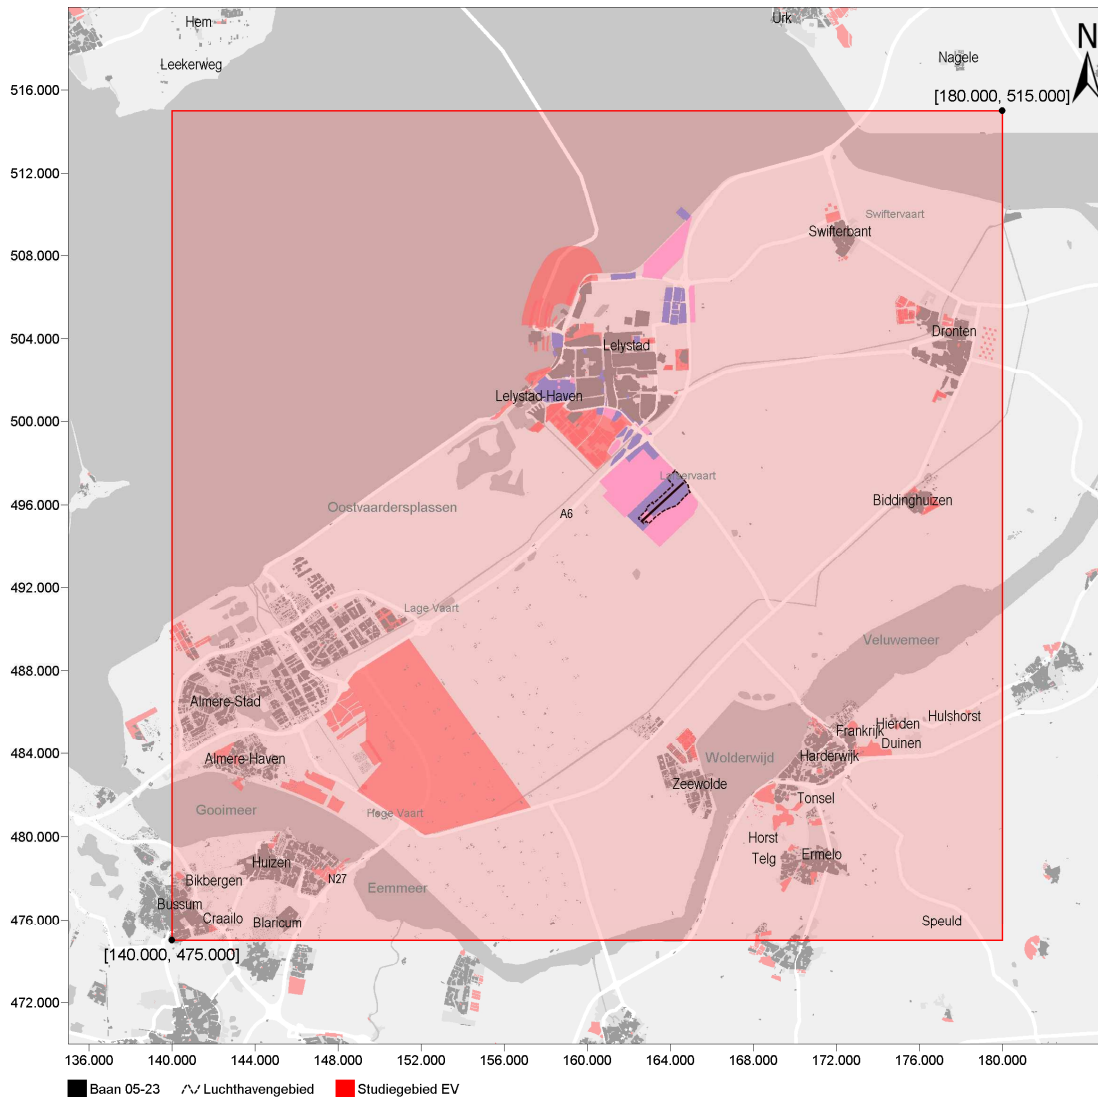 Hem
Urk
N
Leekerweg
Nagele
516.000
[180.000, 515.000]
512.000
Swiftervaart
Swifterbant
508.000
504.000
Lelystad
Dronten
500.000
Lelystad-Haven
496.000
Oostvaardersplassen
A6
Biddinghuizen
492.000
Lage Vaart
488.000
Veluwemeer
Almere-Stad
Hierden
Hulshorst
Frankrijk
Duinen
484.000
Almere-Haven
Wolderwijd
Harderwijk
Zeewolde
Tonsel
Gooimeer
Hoge Vaart
480.000
Horst
Huizen
Telg
Ermelo
Bikbergen
N27
Eemmeer
476.000
Bussum
Craailo
Blaricum
Speuld
[140.000, 475.000]
472.000
136.000 140.000 144.000 148.000 152.000 156.000 160.000 164.000 168.000 172.000 176.000 180.000
Baan 05-23 Luchthavengebied Studiegebied EV